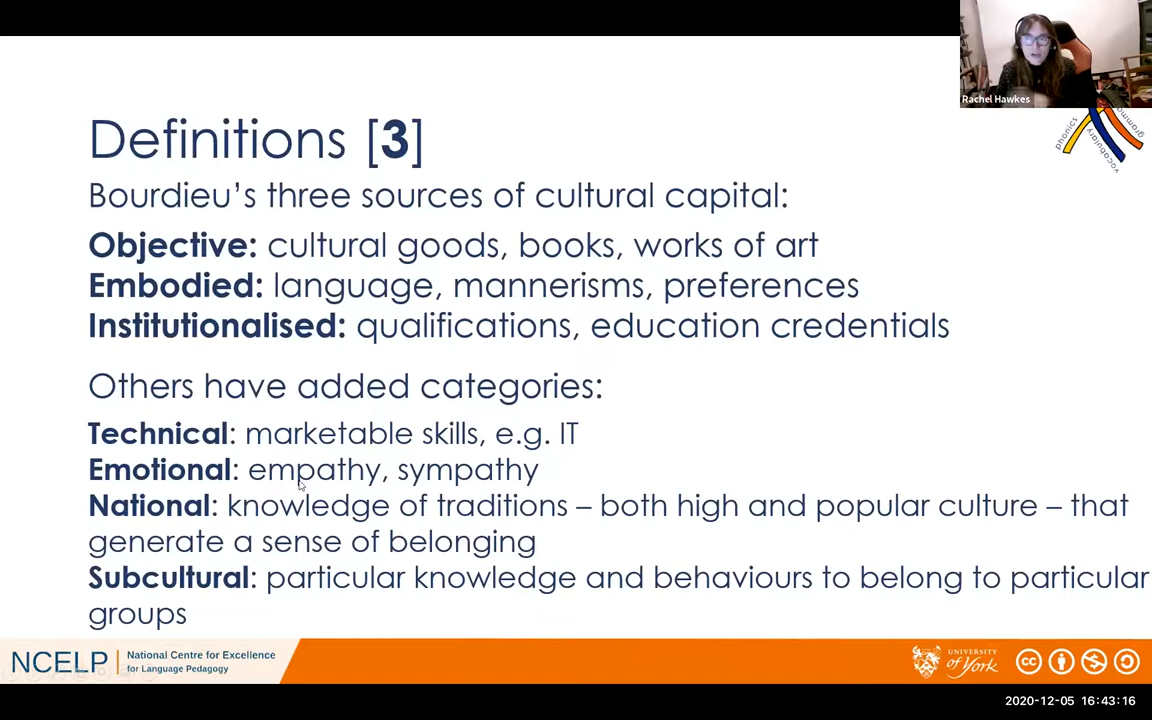 Rachel Hawkes
phonics
vocabulary
Definitions [3]
Bourdieu’s three sources of cultural capital:
Objective: cultural goods, books, works of art
Embodied: language, mannerisms, preferences
Institutionalised: qualifications, education credentials
Others have added categories:
Technical: marketable skills, e.g. IT
Emotional: empathy, sympathy
National: knowledge of traditions – both high and popular culture – that
generate a sense of belonging
Subcultural: particular knowledge and behaviours to belong to particular
groups
NCELP
National Centre for Excellence
for Language Pedagogy
UNIVERSITY
of York
cc
2020-12-05 16:43:16